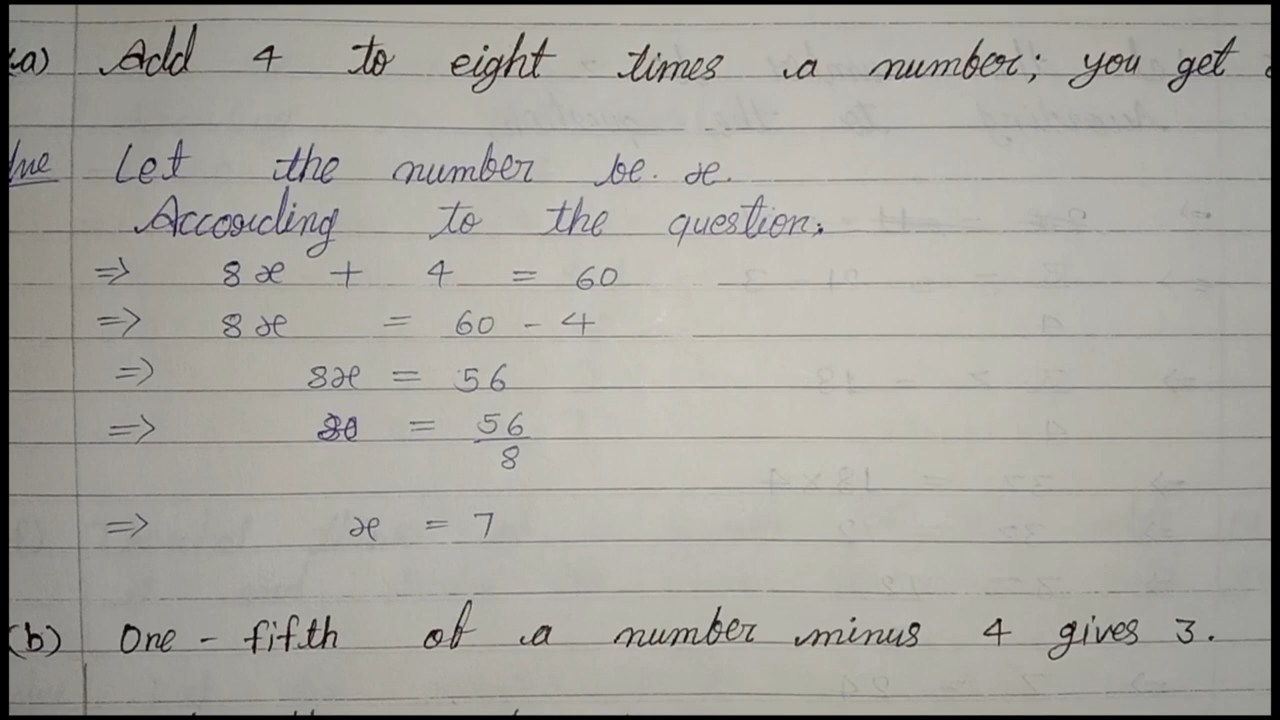 (a) Add 4 to eight times a number; you get
Let the number be. x.
According to the question,
=> 8x + 4 = 60
=> 8x = 60 - 4
=> 8x = 56
=> = 56/8
=> x = 7
(b) One - fifth of a number minus 4 gives 3.